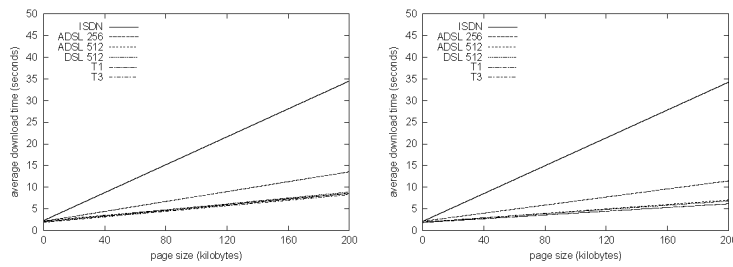 50
45
40
35
30
25
20
15
10
5
0
average download time (seconds)
ISDN
ADSL 256
ADSL 512
DSL 512
T1
T3
0 40 80 120 160 200
page size (kilobytes)
50
45
40
35
30
25
20
15
10
5
0
average download time (seconds)
ISDN
ADSL 256
ADSL 512
DSL 512
T1
T3
0 40 80 120 160 200
page size (kilobytes)